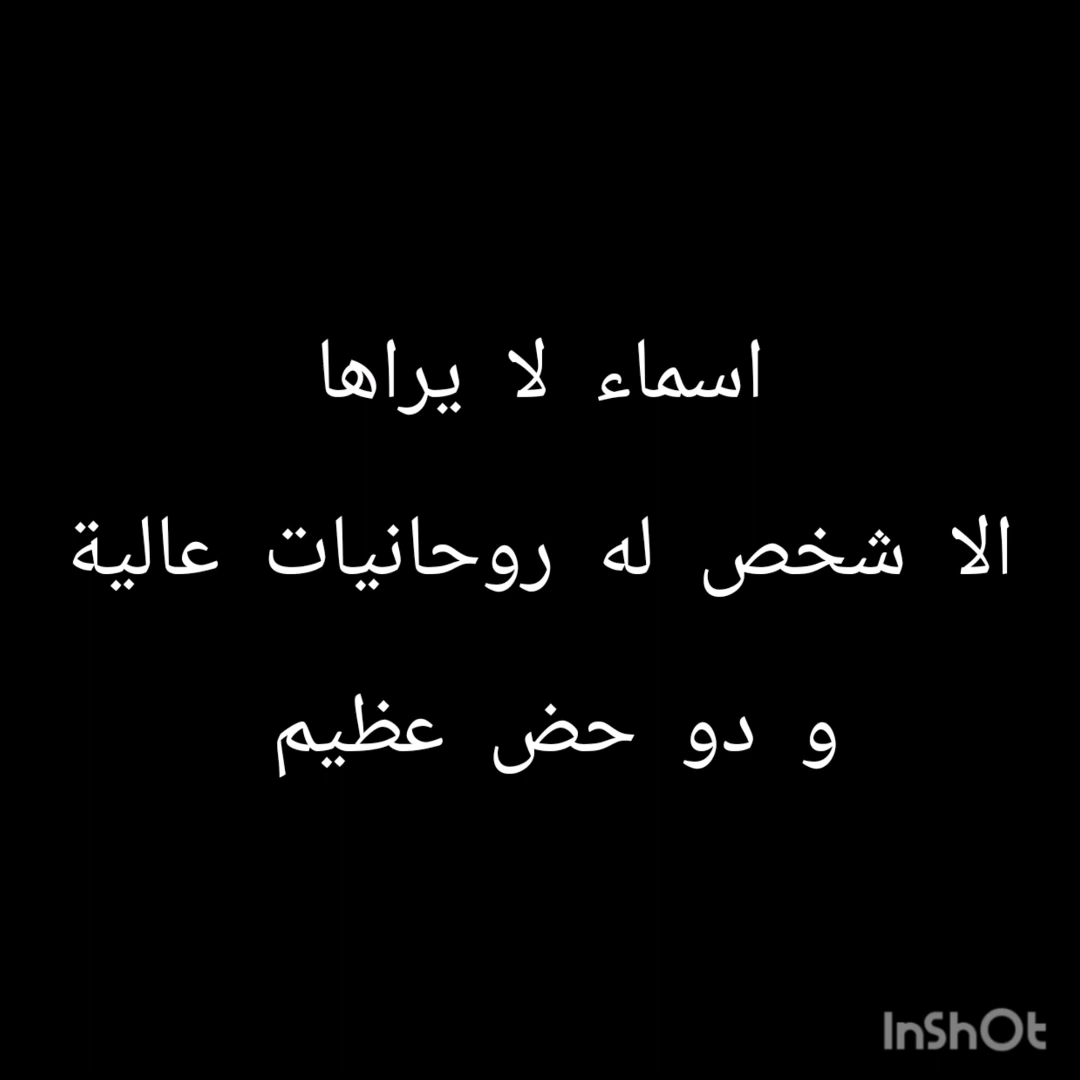 اسماء لا يراها
الا شخص له روحانيات عالية
و دو حض عظيم
InShOt